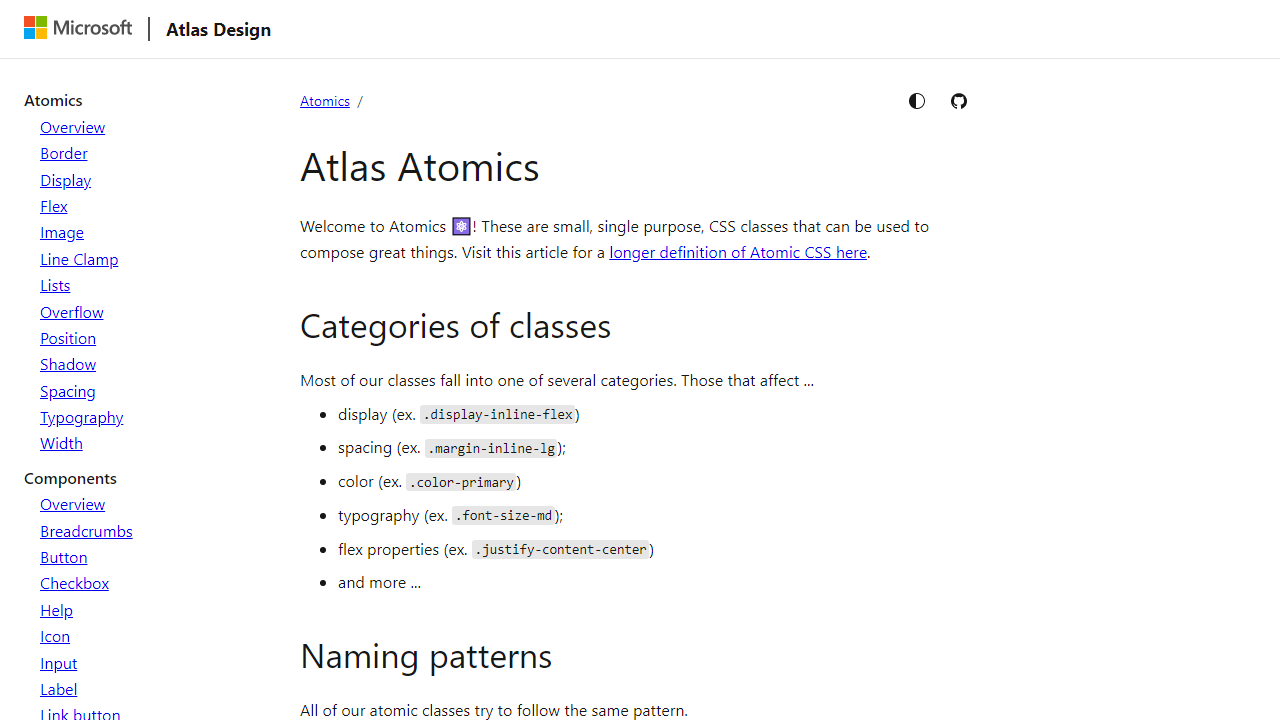 Microsoft
Atlas Design
Atomics
Overview
Border
Display
Flex
Image
Line Clamp
Lists
Overflow
Position
Shadow
Spacing
Typography
Width
Components
Overview
Breadcrumbs
Button
Checkbox
Help
Icon
Input
Label
Link button
Atomics /
Atlas Atomics
Welcome to Atomics ⚛! These are small, single purpose, CSS classes that can be used to
compose great things. Visit this article for a longer definition of Atomic CSS here.
Categories of classes
Most of our classes fall into one of several categories. Those that affect ...
• display (ex. .display-inline-flex)
• spacing (ex. .margin-inline-lg);
• color (ex. .color-primary)
• typography (ex. .font-size-md);
• flex properties (ex. .justify-content-center)
• and more ...
Naming patterns
All of our atomic classes try to follow the same pattern.